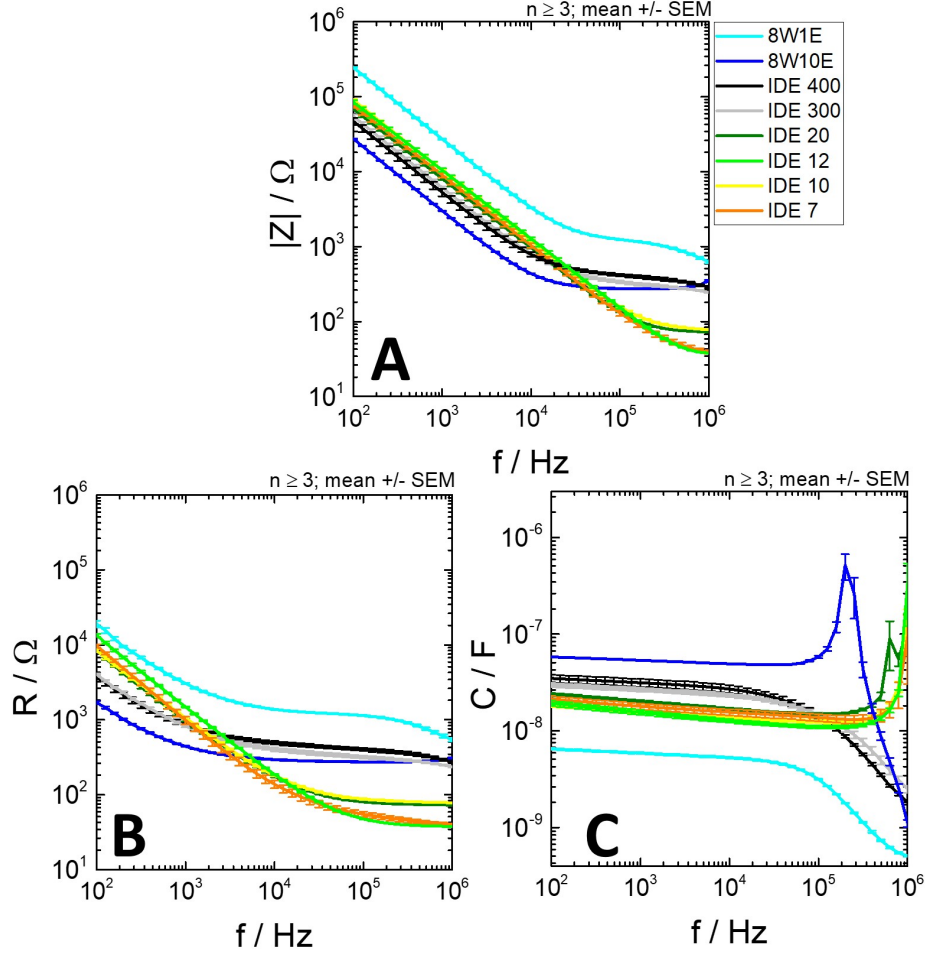 n ≥ 3; mean +/- SEM
10⁶
10⁵
10⁴
10³
10²
10¹
|Z| / Ω
A
10² 10³ 10⁴ 10⁵ 10⁶
f / Hz
8W1E
8W10E
IDE 400
IDE 300
IDE 20
IDE 12
IDE 10
IDE 7
n ≥ 3; mean +/- SEM
10⁶
10⁵
10⁴
10³
10²
10¹
R / Ω
B
10² 10³ 10⁴ 10⁵ 10⁶
f / Hz
n ≥ 3; mean +/- SEM
10⁻⁶
10⁻⁷
10⁻⁸
10⁻⁹
C / F
C
10² 10³ 10⁴ 10⁵ 10⁶
f / Hz